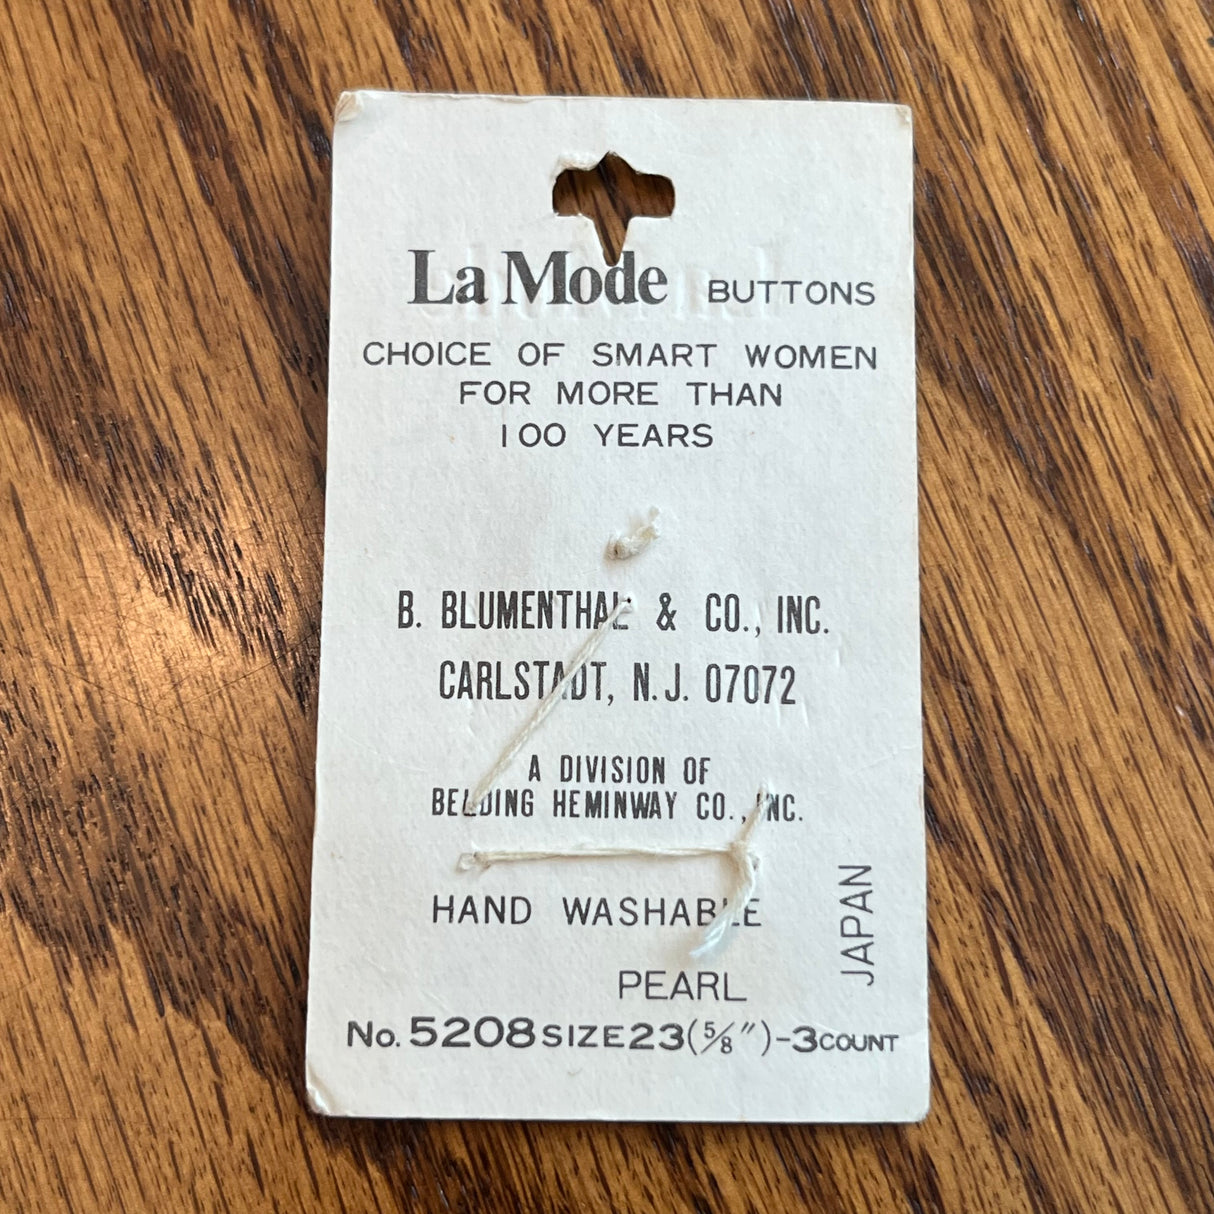 La Mode BUTTONS
CHOICE OF SMART WOMEN
FOR MORE THAN
100 YEARS
B. BLUMENTHAL & CO., INC.
CARLSTADT, N.J. 07072
A DIVISION OF
BELDING HEMINWAY CO., INC.
HAND WASHABLE
JAPAN
PEARL
No. 5208 SIZE 23 (5/8") - 3 COUNT